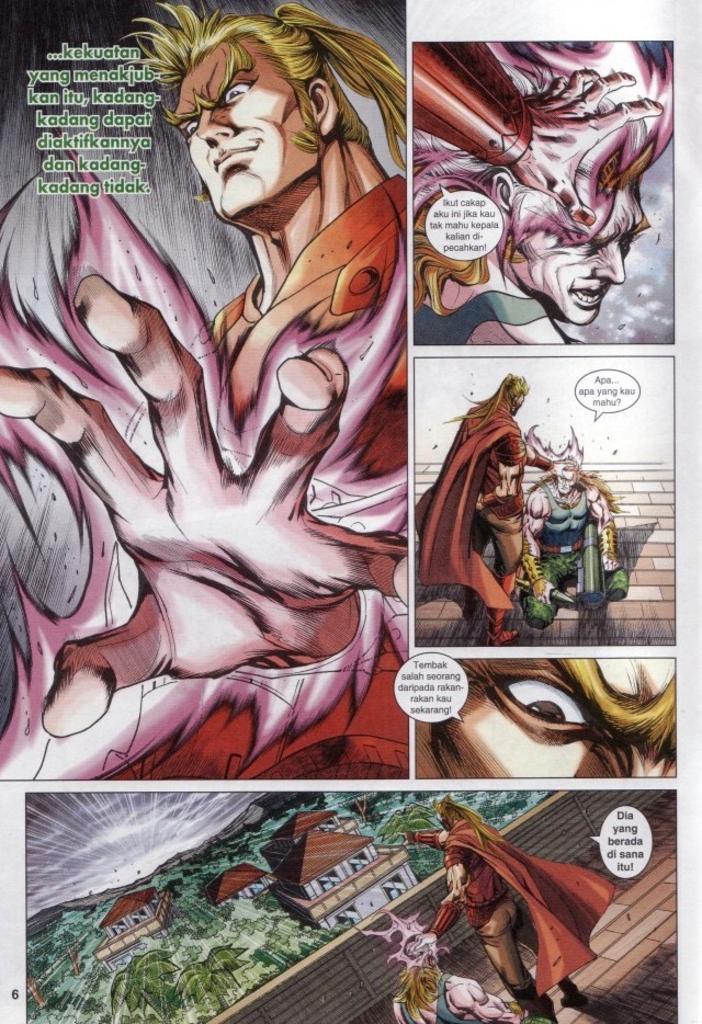 ...kekuatan
yang menakjub-
kan itu, kadang-
kadang dapat
diaktifkannya
dan kadang-
kadang tidak.
Ikut cakap
aku ini jika kau
tak mahu kepala
kalian di-
pecahkan!
Apa...
apa yang kau
mahu?
Tembak
salah seorang
daripada rakan-
rakan kau
sekarang!
Dia
yang
berada
di sana
itu!
6